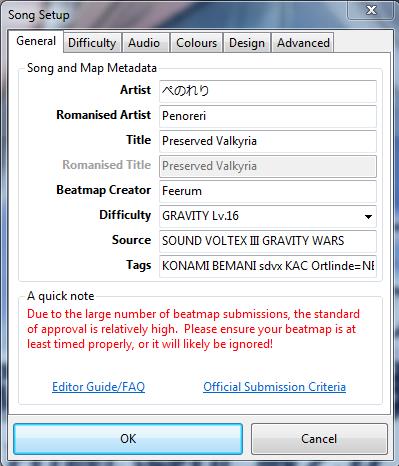 Song Setup
General Difficulty Audio Colours Design Advanced
Song and Map Metadata
Artist ぺのれり
Romanised Artist Penoreri
Title Preserved Valkyria
Romanised Title Preserved Valkyria
Beatmap Creator Feerum
Difficulty GRAVITY Lv.16
Source SOUND VOLTEX III GRAVITY WARS
Tags KONAMI BEMANI sdvx KAC Ortlinde=NE
A quick note
Due to the large number of beatmap submissions, the standard
of approval is relatively high. Please ensure your beatmap is at
least timed properly, or it will likely be ignored!
Editor Guide/FAQ Official Submission Criteria
OK Cancel